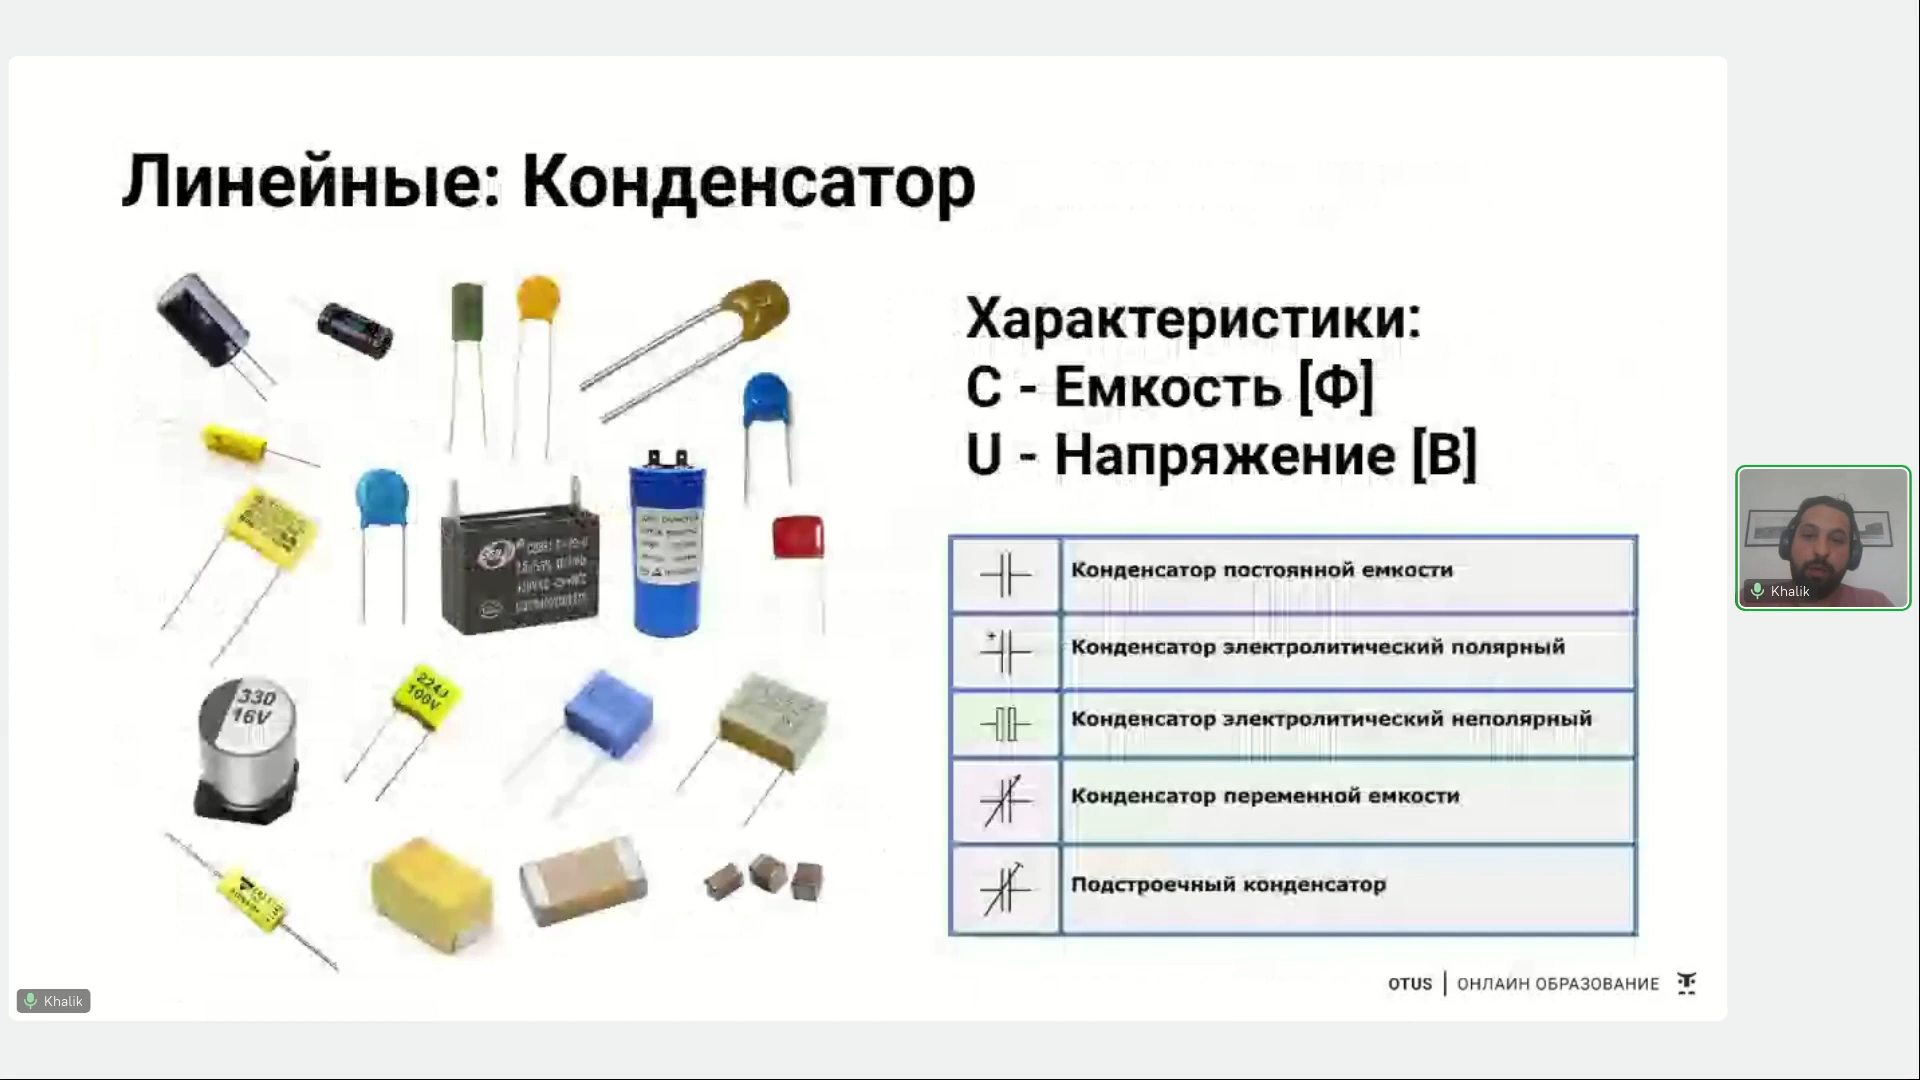 Линейные: Конденсатор
Характеристики:
С - Емкость [Ф]
U - Напряжение [В]
330
16V
224J
100V
Конденсатор постоянной емкости
+
Конденсатор электролитический полярный
Конденсатор электролитический неполярный
Конденсатор переменной емкости
Подстроечный конденсатор
OTUS | ОНЛАЙН ОБРАЗОВАНИЕ
Khalik
Khalik